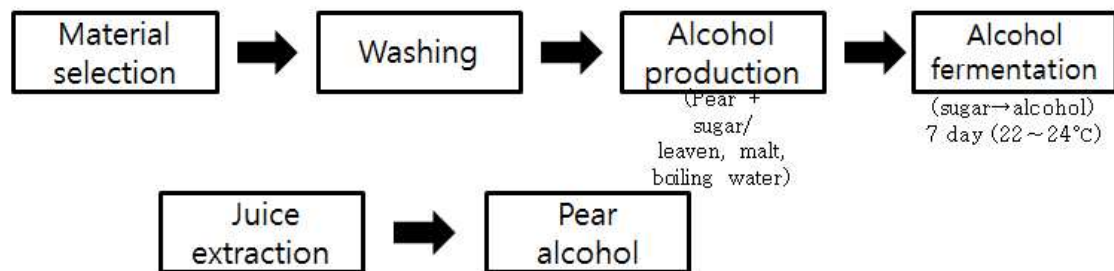 Material
selection
Washing
Alcohol
production
(Pear +
sugar/
leaven, malt,
boiling water)
Alcohol
fermentation
(sugar→alcohol)
7 day (22~24℃)
Juice
extraction
Pear
alcohol